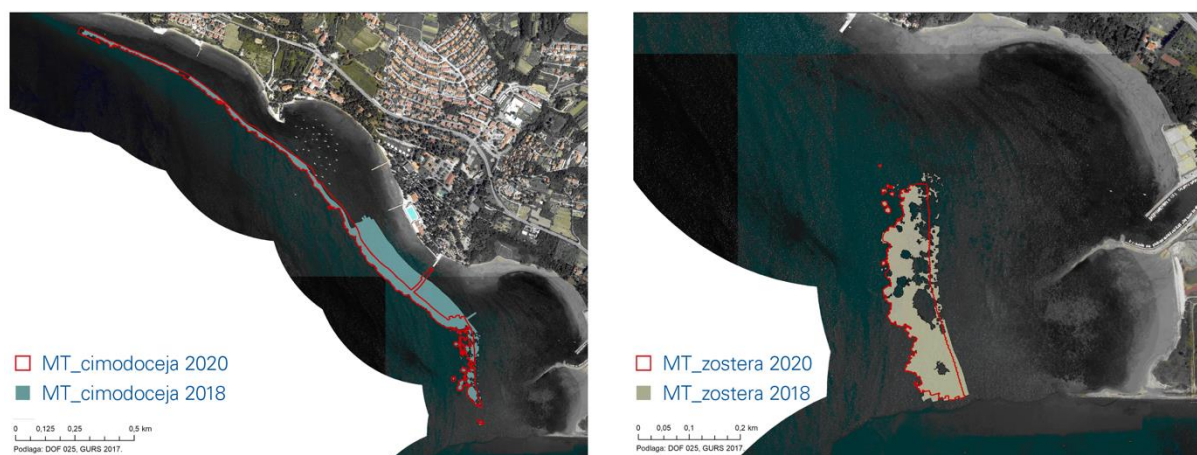 MT_cimodoceja 2020
MT_cimodoceja 2018
0 0,125 0,25 0,5 km
Podlaga: DOF 025, GURS 2017.
MT_zostera 2020
MT_zostera 2018
0 0,05 0,1 0,2 km
Podlaga: DOF 025, GURS 2017.